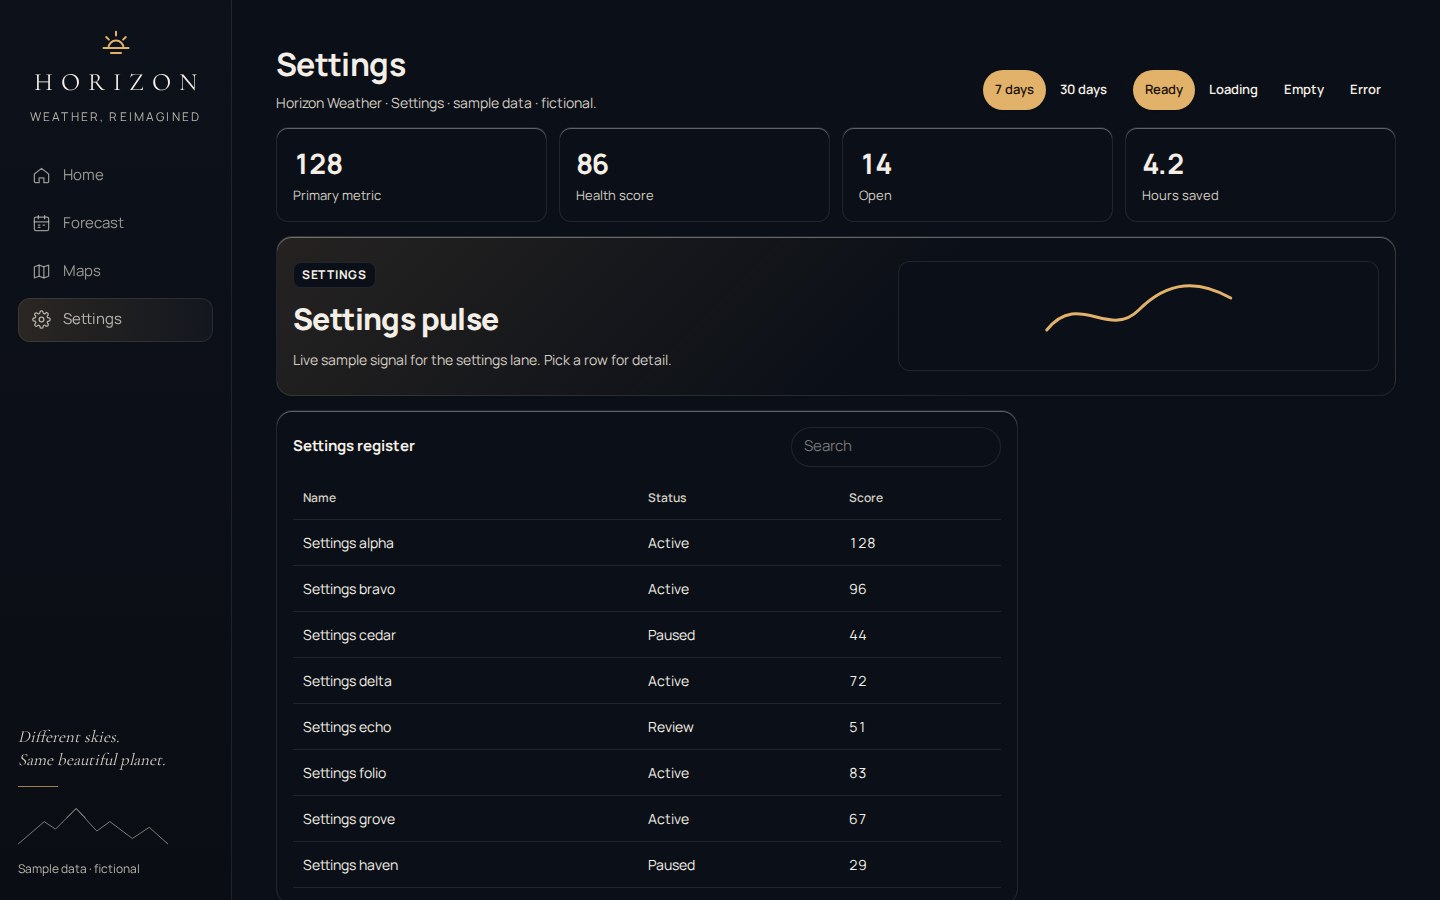 HORIZON
WEATHER, REIMAGINED
Home
Forecast
Maps
Settings
Different skies.
Same beautiful planet.
Sample data · fictional
Settings
Horizon Weather · Settings · sample data · fictional.
7 days 30 days Ready Loading Empty Error
128 86 14 4.2
Primary metric Health score Open Hours saved
SETTINGS
Settings pulse
Live sample signal for the settings lane. Pick a row for detail.
Settings register Search
Name Status Score
Settings alpha Active 128
Settings bravo Active 96
Settings cedar Paused 44
Settings delta Active 72
Settings echo Review 51
Settings folio Active 83
Settings grove Active 67
Settings haven Paused 29